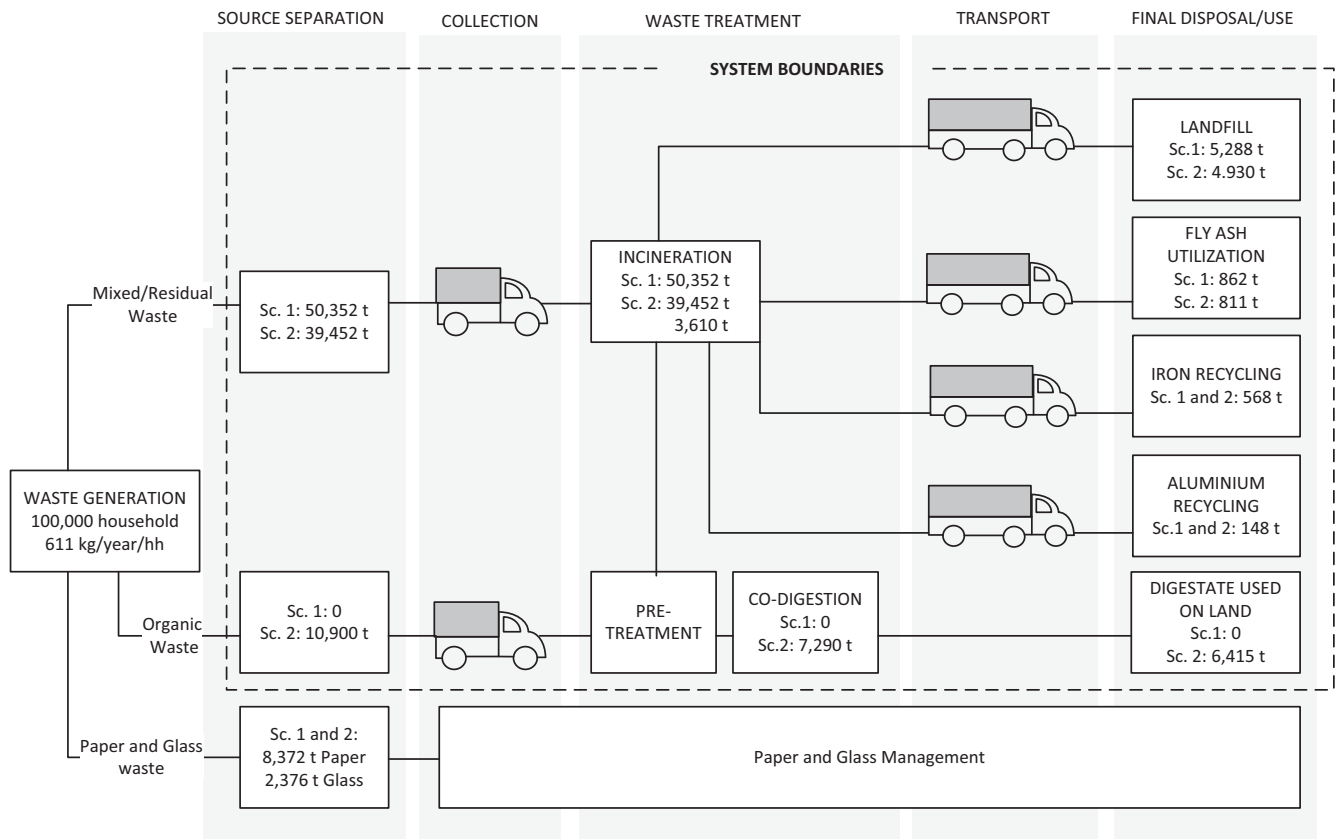 SOURCE SEPARATION
COLLECTION
WASTE TREATMENT
TRANSPORT
FINAL DISPOSAL/USE
SYSTEM BOUNDARIES
LANDFILL
Sc.1: 5,288 t
Sc. 2: 4.930 t
FLY ASH
UTILIZATION
Sc. 1: 862 t
Sc. 2: 811 t
INCINERATION
Sc. 1: 50,352 t
Sc. 2: 39,452 t
3,610 t
Mixed/Residual
Waste
Sc. 1: 50,352 t
Sc. 2: 39,452 t
IRON RECYCLING
Sc. 1 and 2: 568 t
WASTE GENERATION
100,000 household
611 kg/year/hh
ALUMINIUM
RECYCLING
Sc.1 and 2: 148 t
Organic
Waste
Sc. 1: 0
Sc. 2: 10,900 t
PRE-
TREATMENT
CO-DIGESTION
Sc.1: 0
Sc.2: 7,290 t
DIGESTATE USED
ON LAND
Sc.1: 0
Sc. 2: 6,415 t
Paper and Glass
waste
Sc. 1 and 2:
8,372 t Paper
2,376 t Glass
Paper and Glass Management